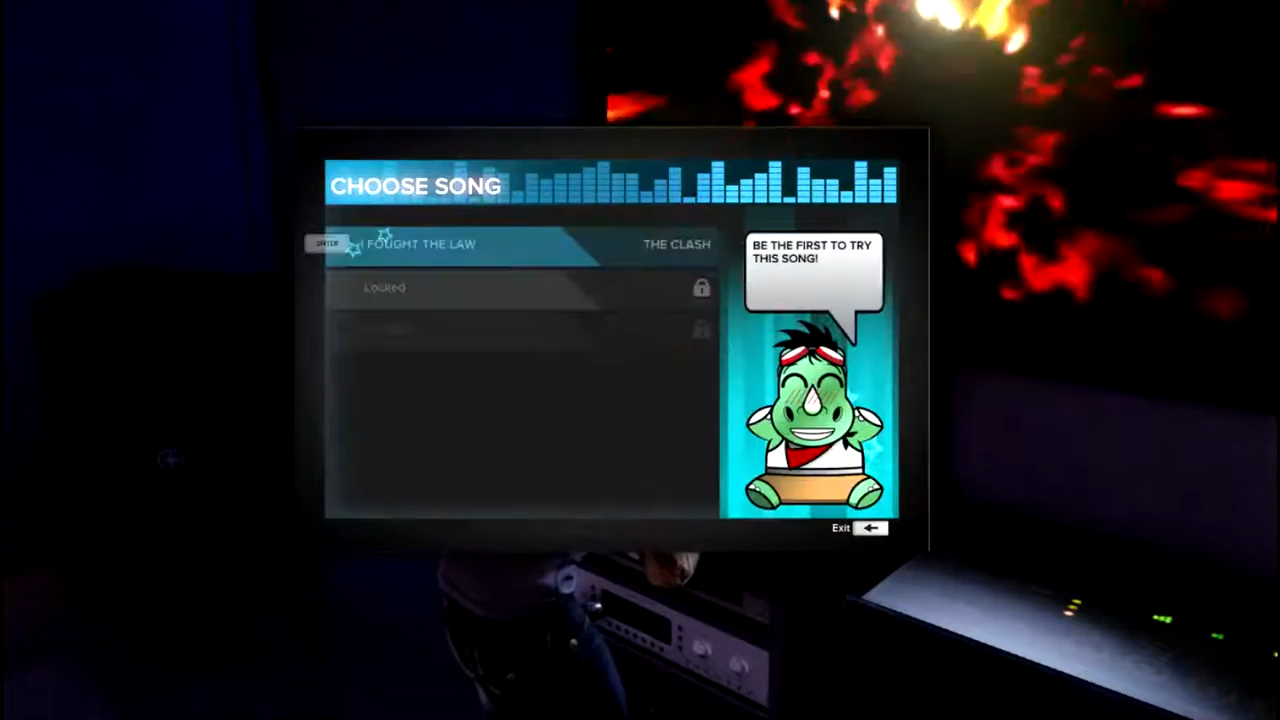 CHOOSE SONG
ENTER
I FOUGHT THE LAW THE CLASH
BE THE FIRST TO TRY
THIS SONG!
Locked
Exit